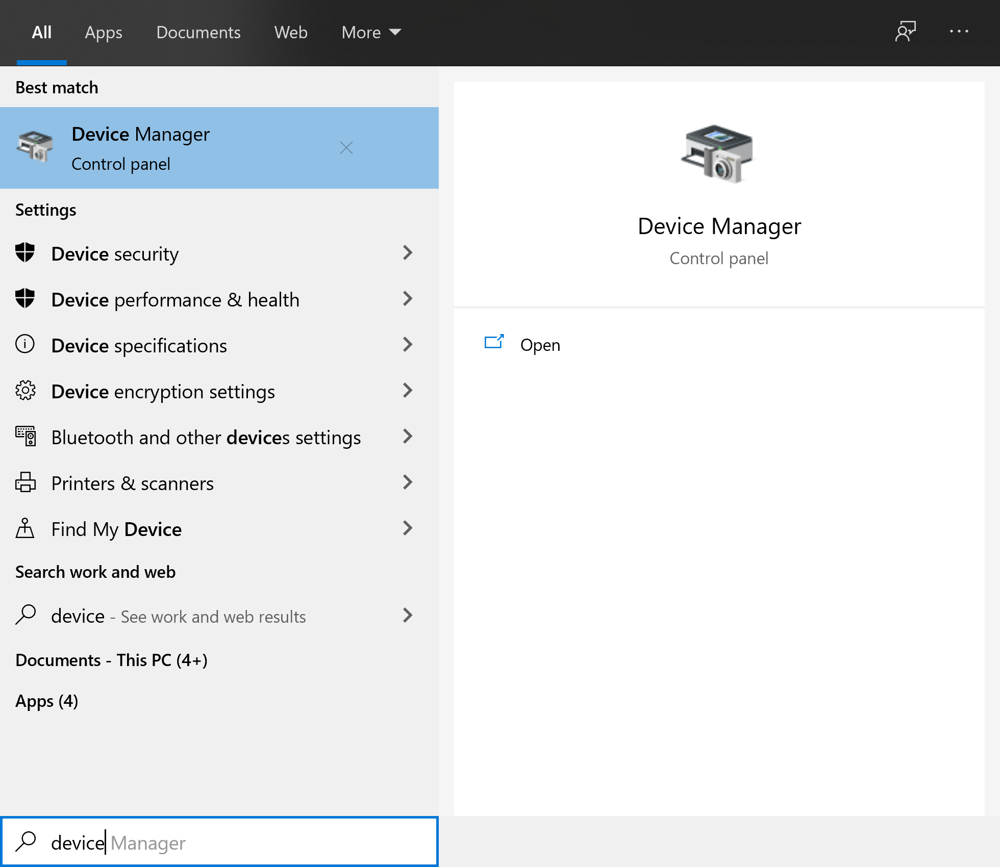 All Apps Documents Web More
Best match
Device Manager
Control panel
Settings
Device security
Device performance & health
Device specifications
Device encryption settings
Bluetooth and other devices settings
Printers & scanners
Find My Device
Search work and web
device - See work and web results
Documents - This PC (4+)
Apps (4)
device Manager
Device Manager
Control panel
Open